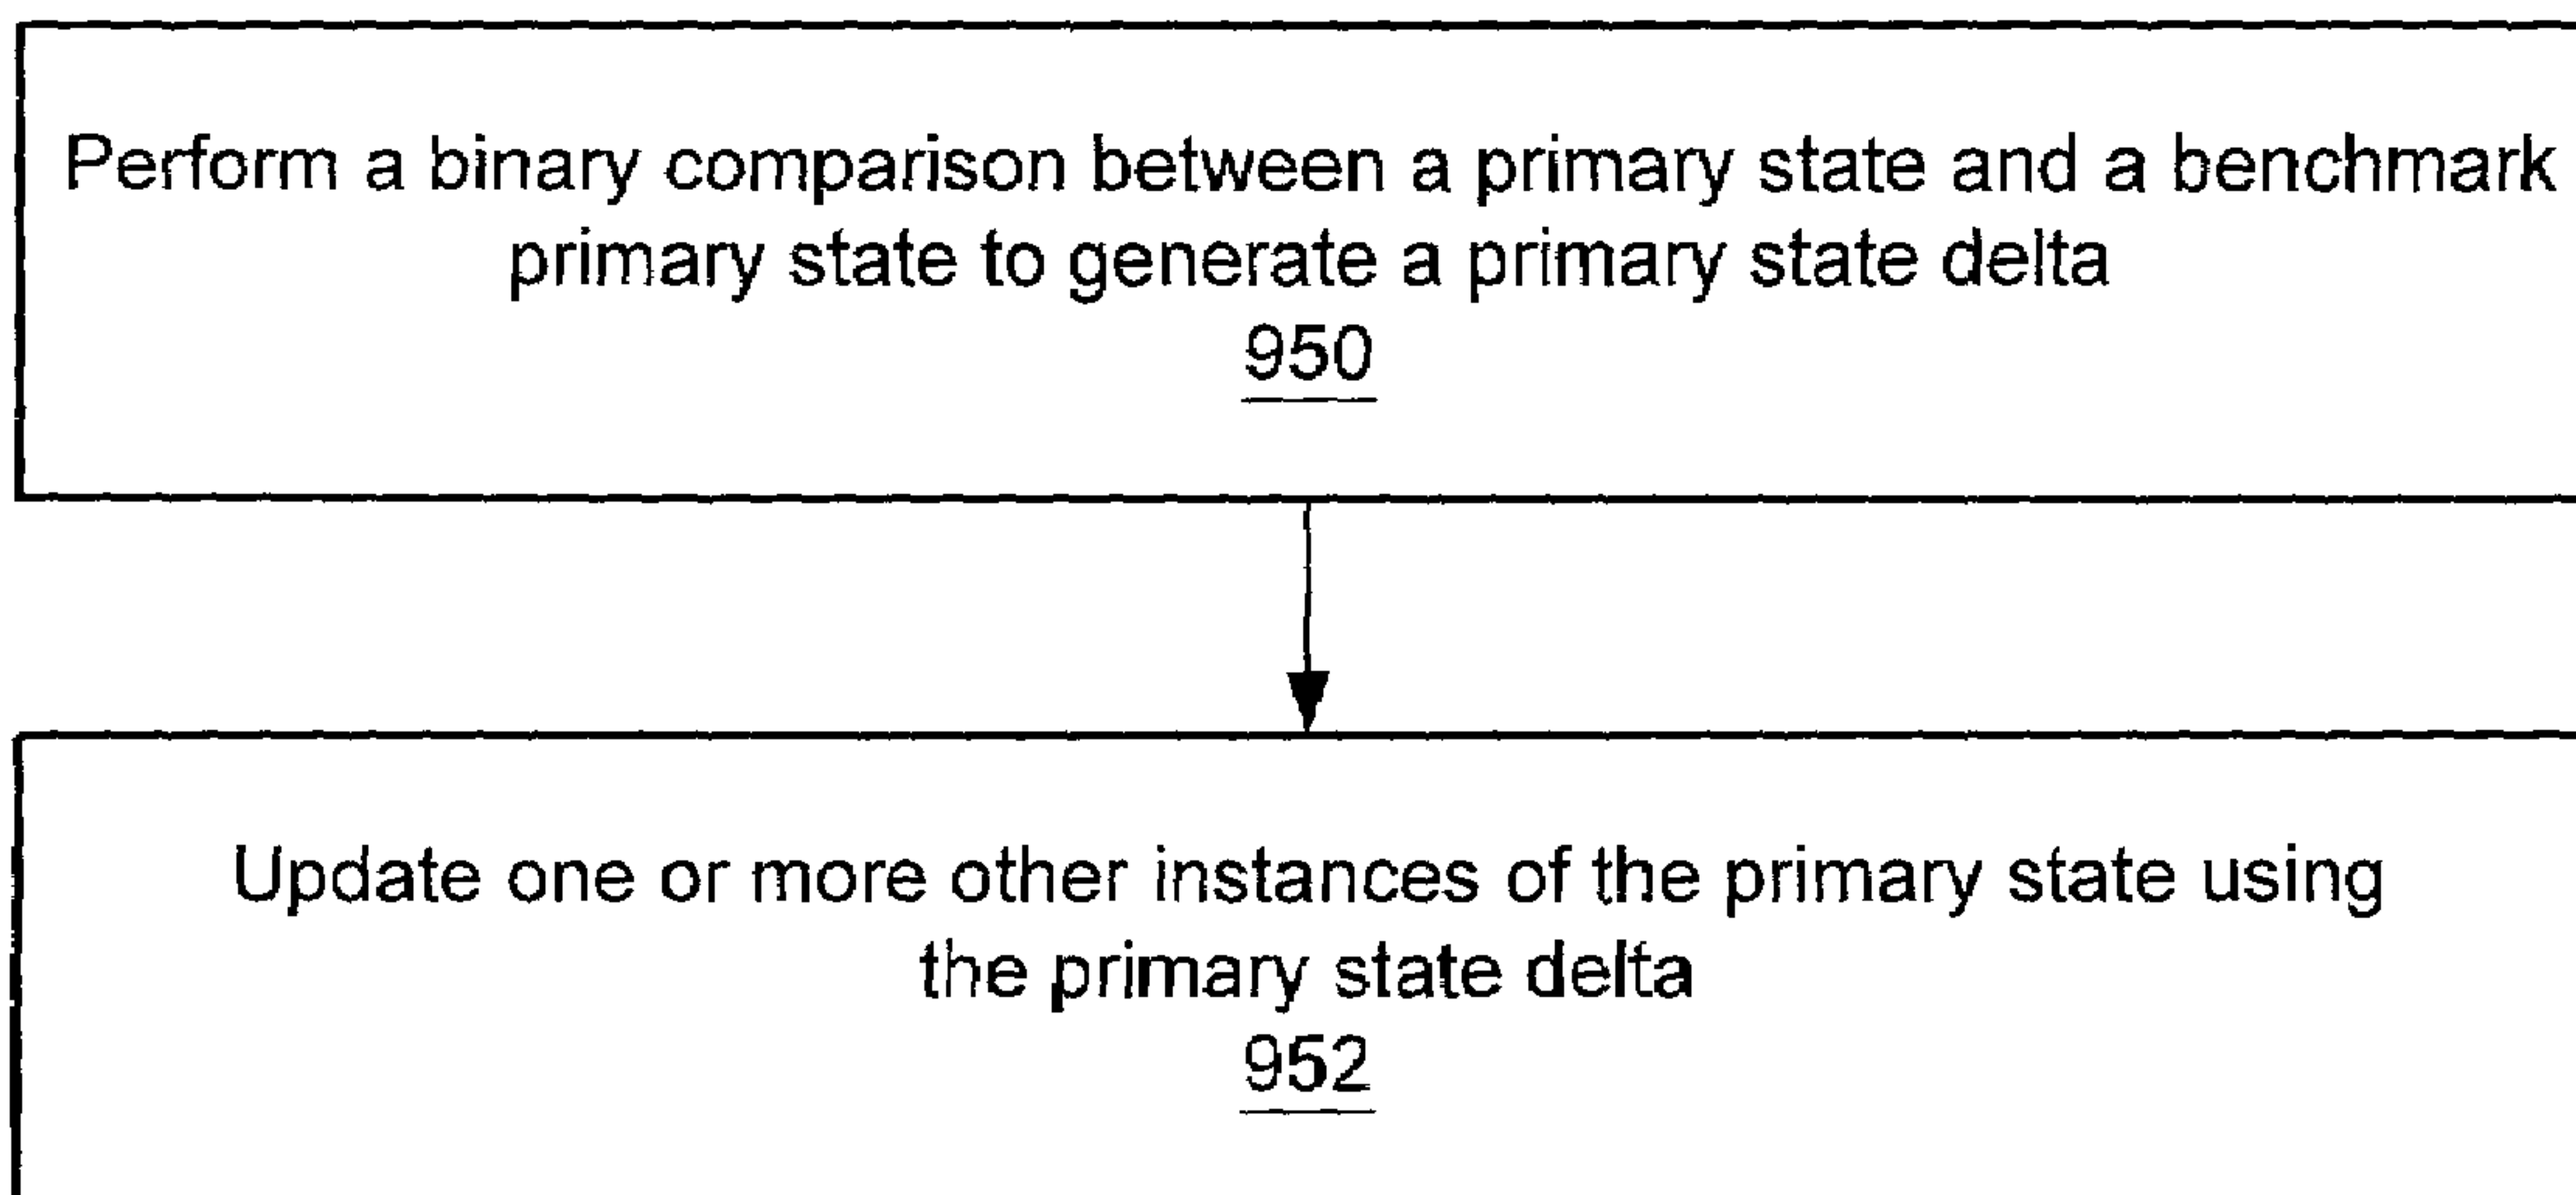 Perform a binary comparison between a primary state and a benchmark
primary state to generate a primary state delta
950
Update one or more other instances of the primary state using
the primary state delta
952